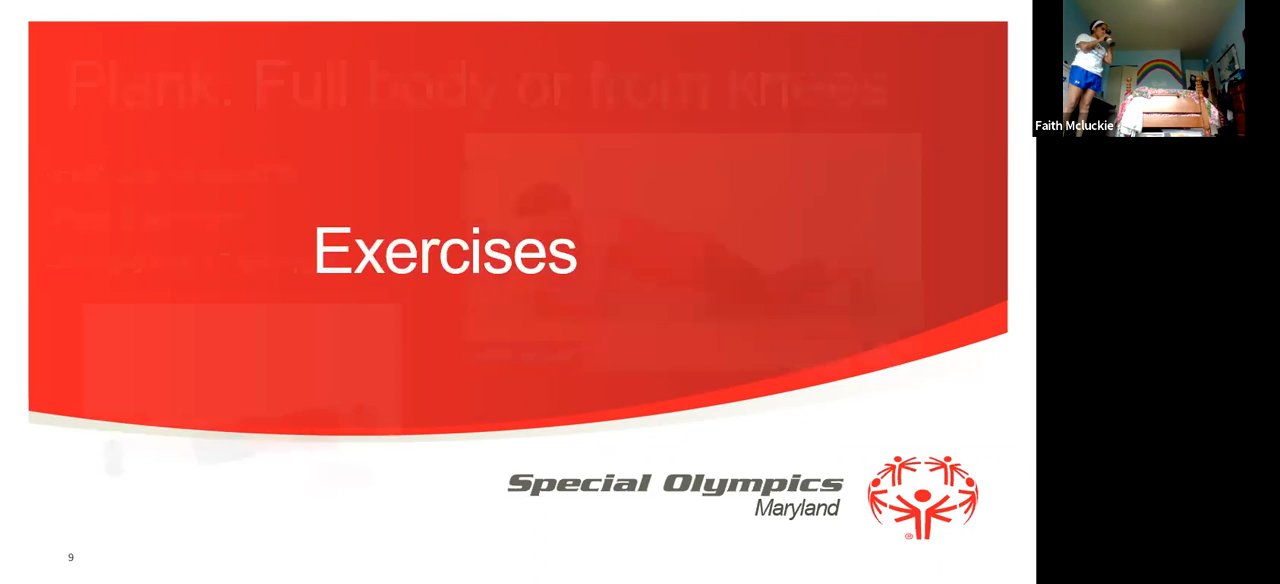 Plank: Full body or from knees
Exercises
Special Olympics
Maryland
®
9
Faith Mcluckie